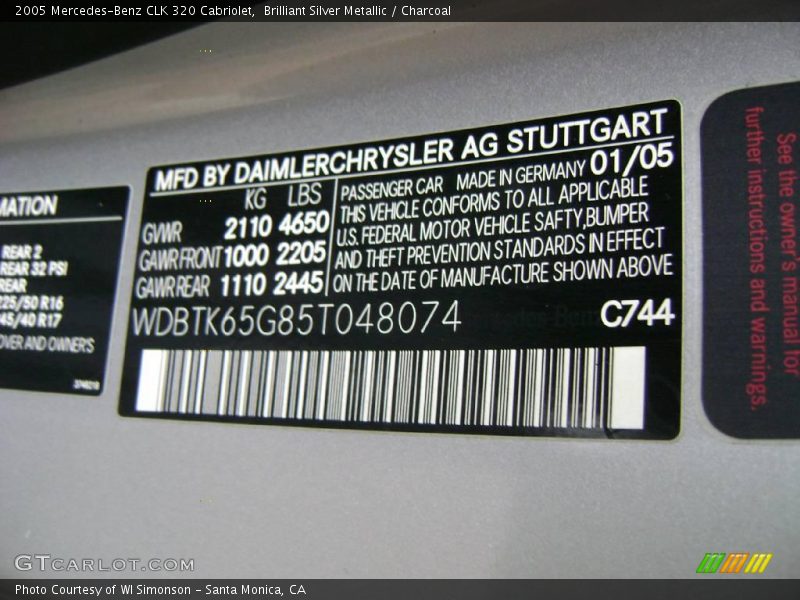 2005 Mercedes-Benz CLK 320 Cabriolet,  Brilliant Silver Metallic / Charcoal
MATION
REAR 2
REAR 32 PSI
REAR
225/50 R16
45/40 R17
OVER AND OWNER'S
MFD BY DAIMLERCHRYSLER AG STUTTGART
KG LBS
GVWR 2110 4650
GAWR FRONT 1000 2205
GAWR REAR 1110 2445
PASSENGER CAR MADE IN GERMANY 01/05
THIS VEHICLE CONFORMS TO ALL APPLICABLE
U.S. FEDERAL MOTOR VEHICLE SAFTY,BUMPER
AND THEFT PREVENTION STANDARDS IN EFFECT
ON THE DATE OF MANUFACTURE SHOWN ABOVE
WDBTK65G85T048074 C744
See the owner's manual for
further instructions and warnings.
GTCARLOT.COM
Photo Courtesy of WI Simonson - Santa Monica, CA